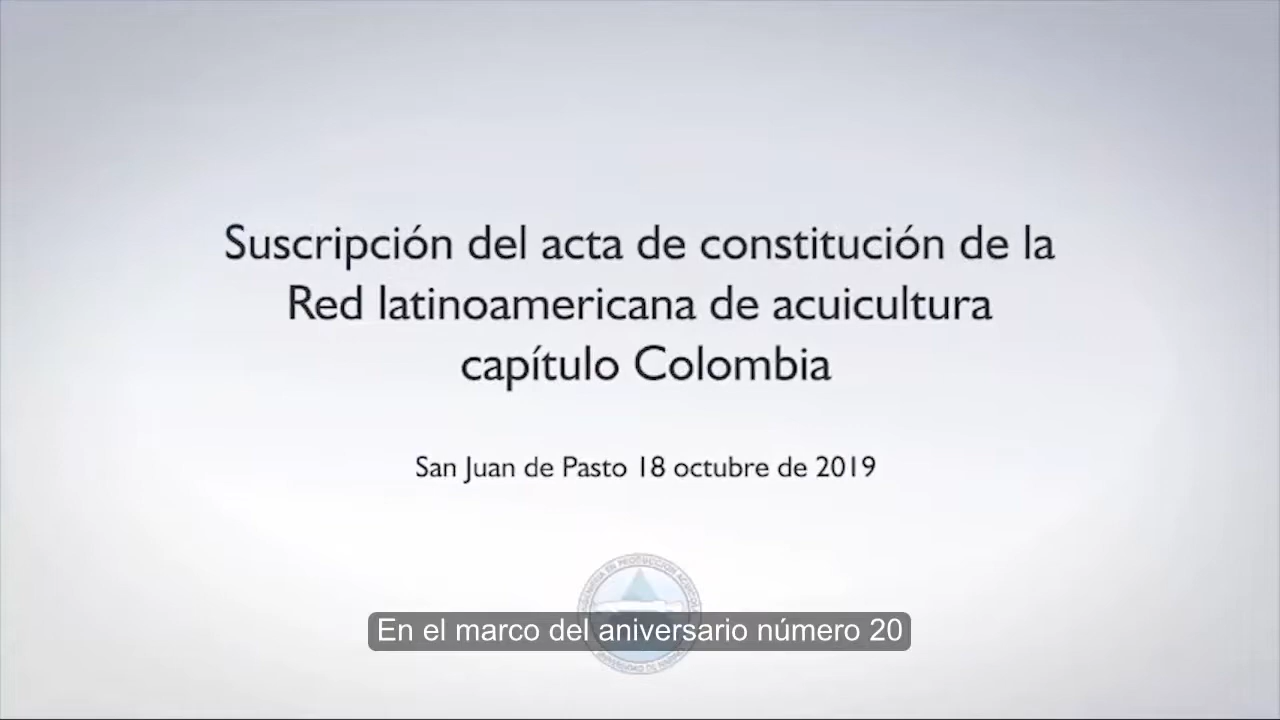 Suscripción del acta de constitución de la
Red latinoamericana de acuicultura
capítulo Colombia
San Juan de Pasto 18 octubre de 2019
En el marco del aniversario número 20